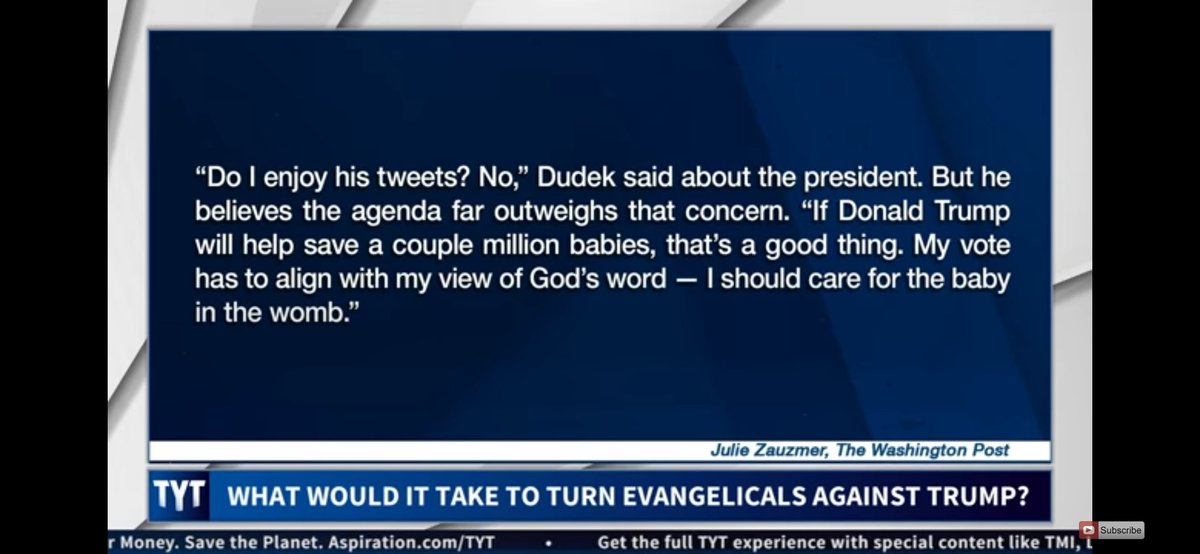 “Do I enjoy his tweets? No,” Dudek said about the president. But he
believes the agenda far outweighs that concern. “If Donald Trump
will help save a couple million babies, that’s a good thing. My vote
has to align with my view of God’s word — I should care for the baby
in the womb.”
Julie Zauzmer, The Washington Post
TYT WHAT WOULD IT TAKE TO TURN EVANGELICALS AGAINST TRUMP?
Subscribe
r Money. Save the Planet. Aspiration.com/TYT • Get the full TYT experience with special content like TMI,